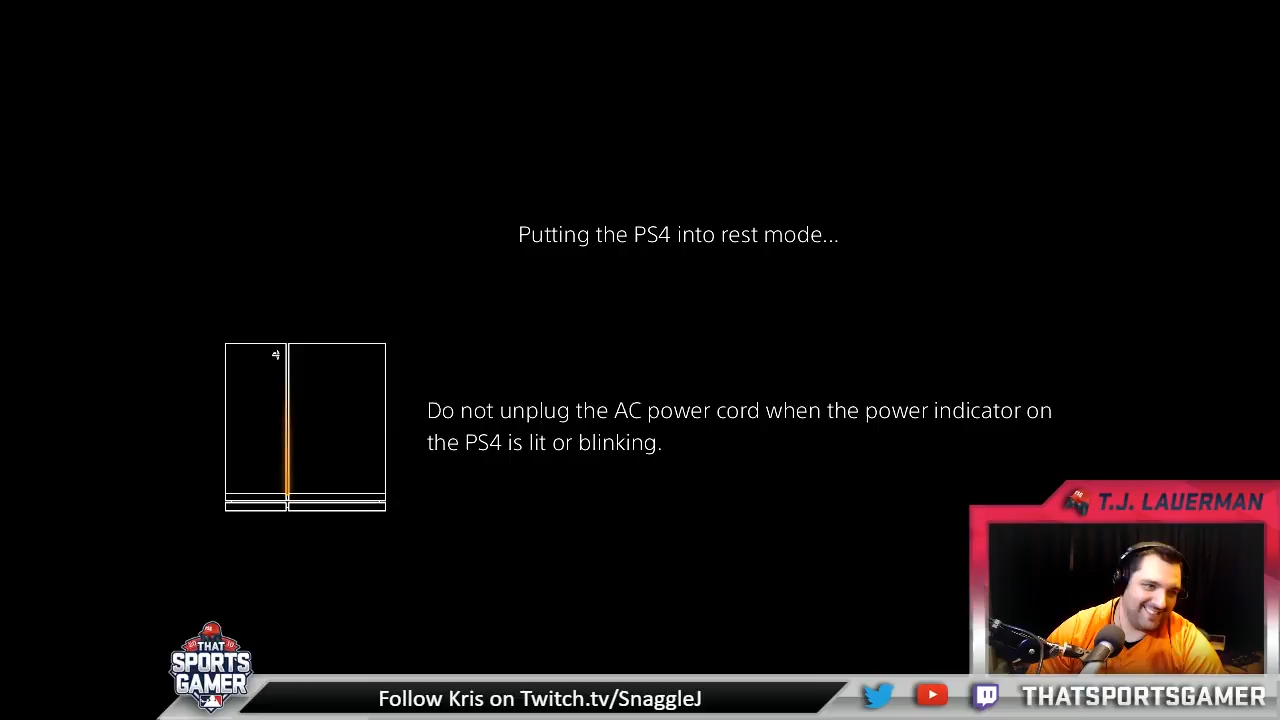 Putting the PS4 into rest mode...
Do not unplug the AC power cord when the power indicator on
the PS4 is lit or blinking.
T.J. LAUERMAN
THAT
SPORTS
GAMER
Follow Kris on Twitch.tv/SnaggleJ
THATSPORTSGAMER